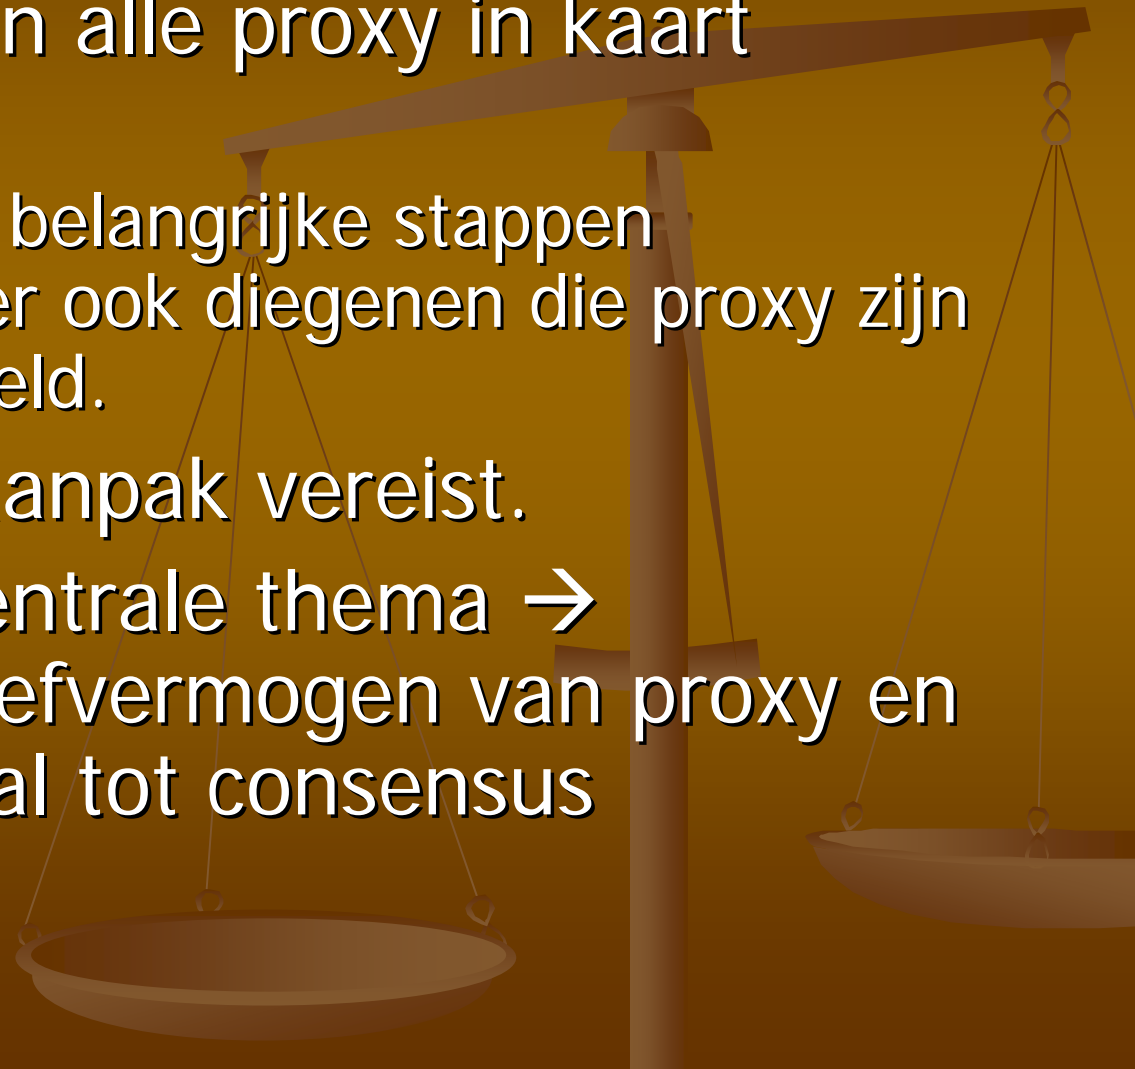 n alle proxy in kaart
belangrijke stappen
er ook diegenen die proxy zijn
eld.
anpak vereist.
entrale thema →
efvermogen van proxy en
al tot consensus